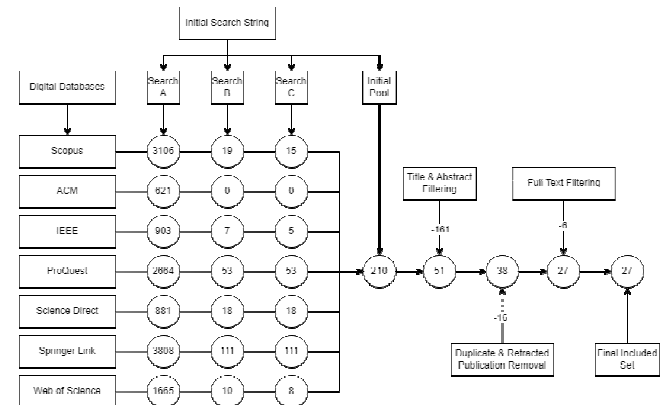 Initial Search String
Digital Databases
Search A
Search B
Search C
Initial Pool
Scopus
3106
19
15
ACM
621
0
0
IEEE
903
7
5
ProQuest
2664
53
53
Science Direct
881
18
18
Springer Link
3808
111
111
Web of Science
1665
10
8
210
Title & Abstract
Filtering
-161
51
38
Duplicate & Retracted
Publication Removal
Full Text Filtering
27
27
Final Included
Set